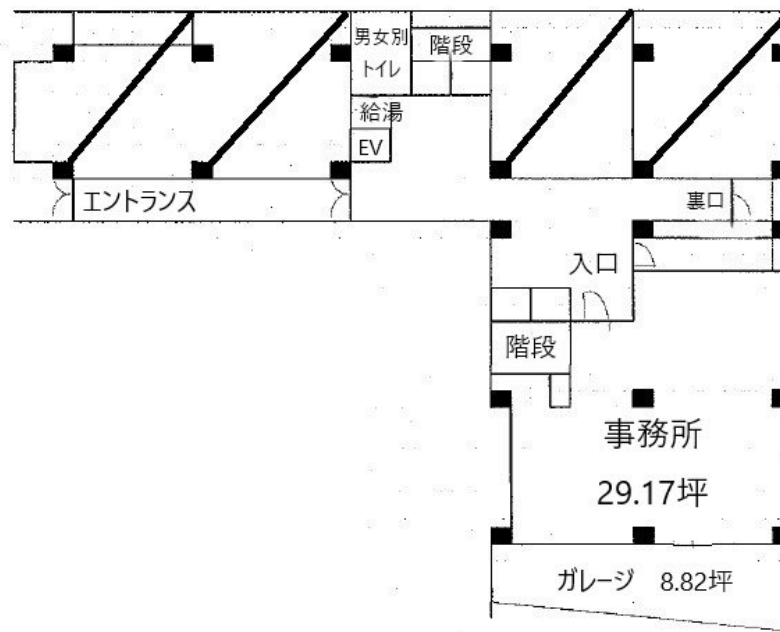 男女別
トイレ
階段
給湯
EV
エントランス
裏口
入口
階段
事務所
29.17坪
ガレージ 8.82坪